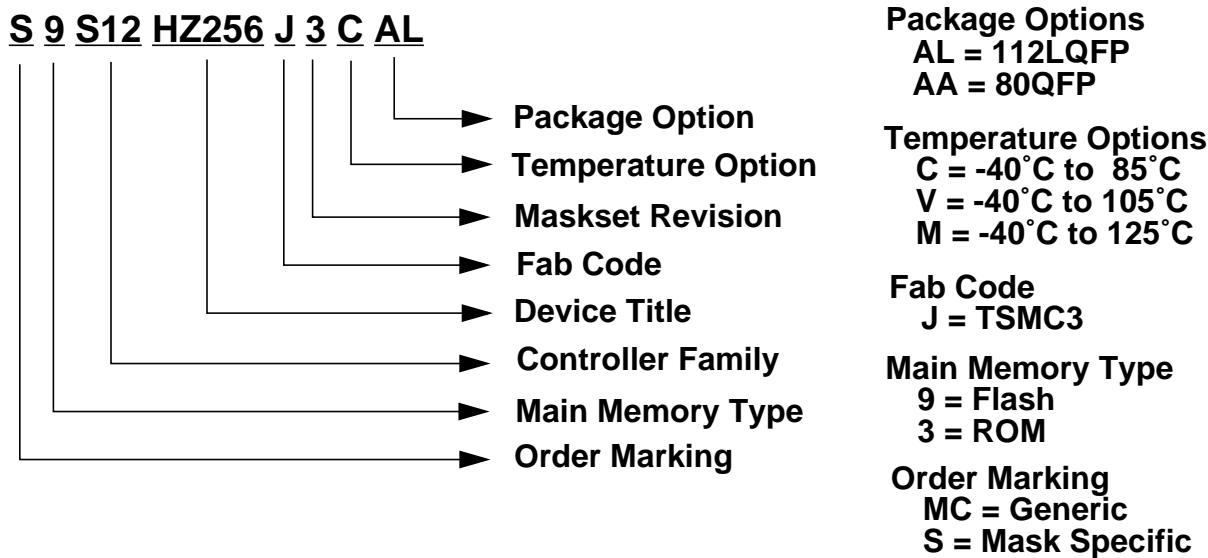 S 9 S12 HZ256 J 3 C AL
Package Option
Temperature Option
Maskset Revision
Fab Code
Device Title
Controller Family
Main Memory Type
Order Marking
Package Options
AL = 112LQFP
AA = 80QFP
Temperature Options
C = -40˚C to  85˚C
V = -40˚C to 105˚C
M = -40˚C to 125˚C
Fab Code
J = TSMC3
Main Memory Type
9 = Flash
3 = ROM
Order Marking
MC = Generic
S = Mask Specific